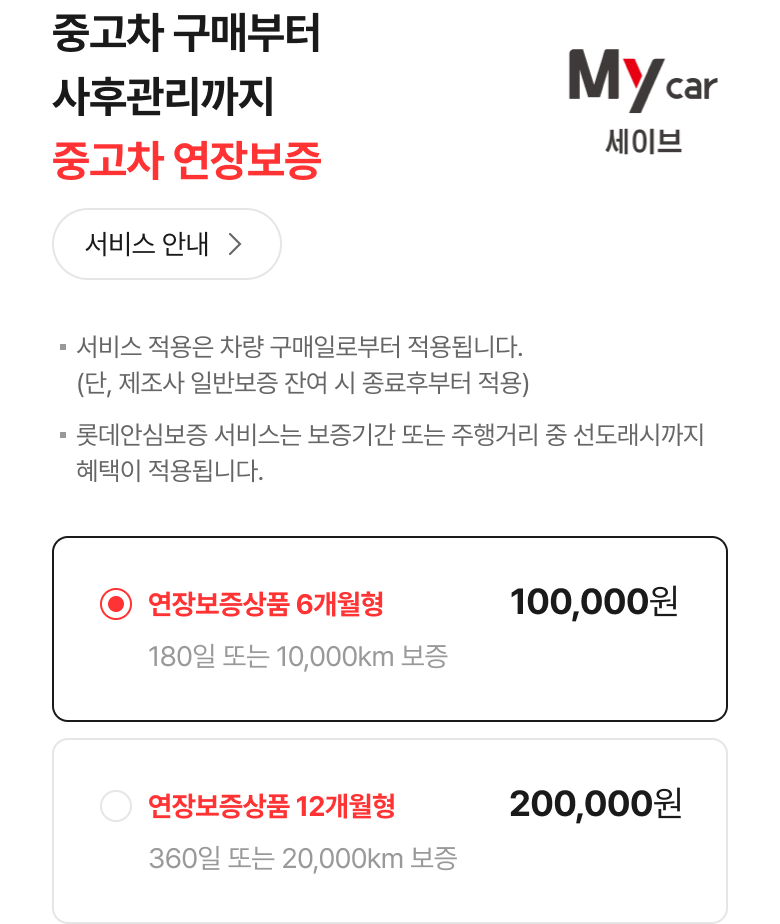 중고차 구매부터
사후관리까지
중고차 연장보증
My car
세이브
서비스 안내
서비스 적용은 차량 구매일로부터 적용됩니다.
(단, 제조사 일반보증 잔여 시 종료후부터 적용)
롯데안심보증 서비스는 보증기간 또는 주행거리 중 선도래시까지
혜택이 적용됩니다.
연장보증상품 6개월형 100,000원
180일 또는 10,000km 보증
연장보증상품 12개월형 200,000원
360일 또는 20,000km 보증